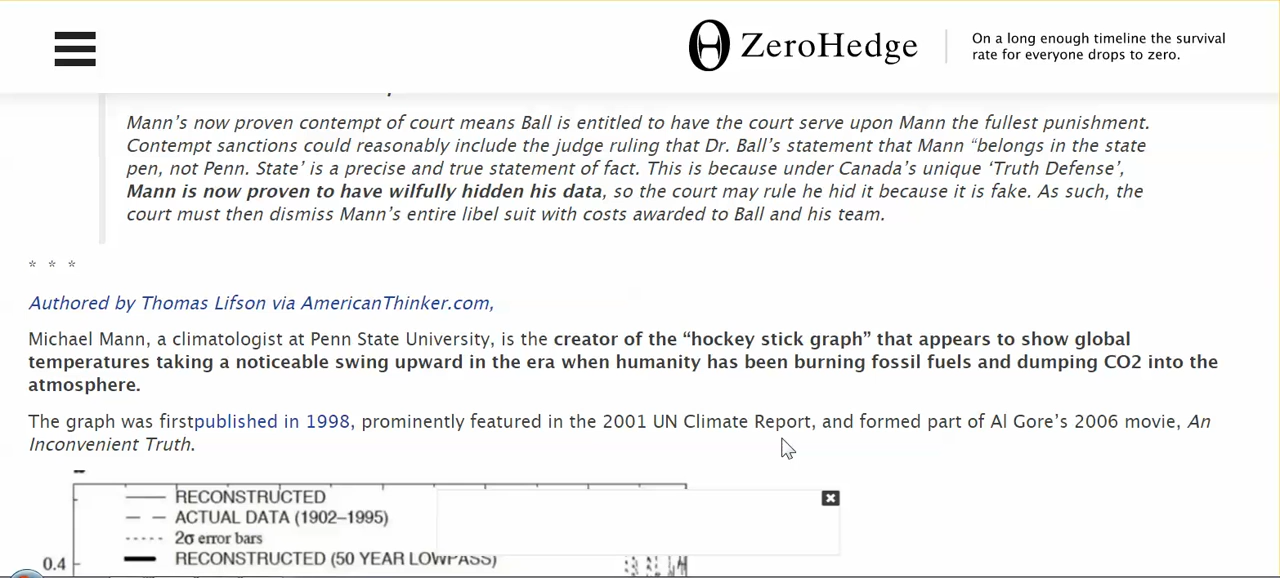 ZeroHedge
On a long enough timeline the survival
rate for everyone drops to zero.
Mann's now proven contempt of court means Ball is entitled to have the court serve upon Mann the fullest punishment.
Contempt sanctions could reasonably include the judge ruling that Dr. Ball's statement that Mann “belongs in the state
pen, not Penn. State’ is a precise and true statement of fact. This is because under Canada's unique ‘Truth Defense’,
Mann is now proven to have wilfully hidden his data, so the court may rule he hid it because it is fake. As such, the
court must then dismiss Mann's entire libel suit with costs awarded to Ball and his team.
* * *
Authored by Thomas Lifson via AmericanThinker.com,
Michael Mann, a climatologist at Penn State University, is the creator of the “hockey stick graph” that appears to show global
temperatures taking a noticeable swing upward in the era when humanity has been burning fossil fuels and dumping CO2 into the
atmosphere.
The graph was firstpublished in 1998, prominently featured in the 2001 UN Climate Report, and formed part of Al Gore's 2006 movie, An
Inconvenient Truth.
RECONSTRUCTED
ACTUAL DATA (1902–1995)
2σ error bars
RECONSTRUCTED (50 YEAR LOWPASS)
0.4